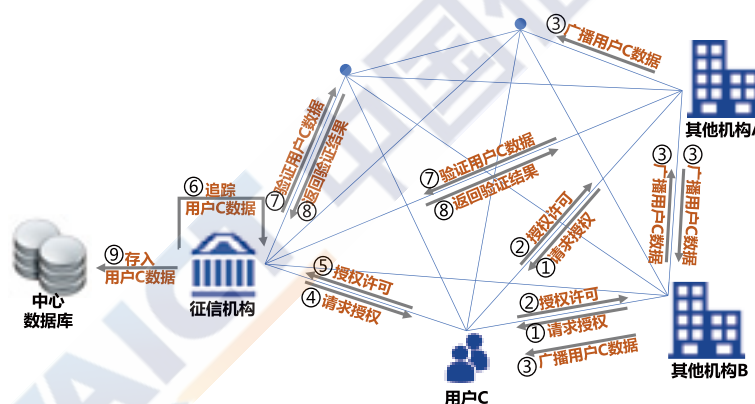 ③广播用户C数据
其他机构A
⑦验证用户C数据
⑧返回验证结果
⑦验证用户C数据
⑧返回验证结果
③广播用户C数据
③广播用户C数据
⑥追踪
用户C数据
②授权许可
①请求授权
⑨存入
用户C数据
中心
数据库
征信机构
⑤授权许可
④请求授权
②授权许可
①请求授权
③广播用户C数据
其他机构B
用户C